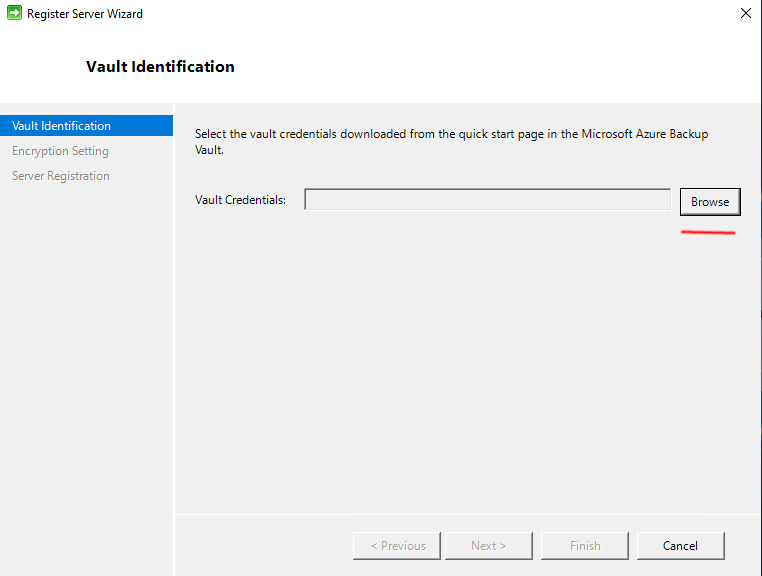 Register Server Wizard
Vault Identification
Vault Identification
Encryption Setting
Server Registration
Select the vault credentials downloaded from the quick start page in the Microsoft Azure Backup
Vault.
Vault Credentials:
Browse
< Previous
Next >
Finish
Cancel